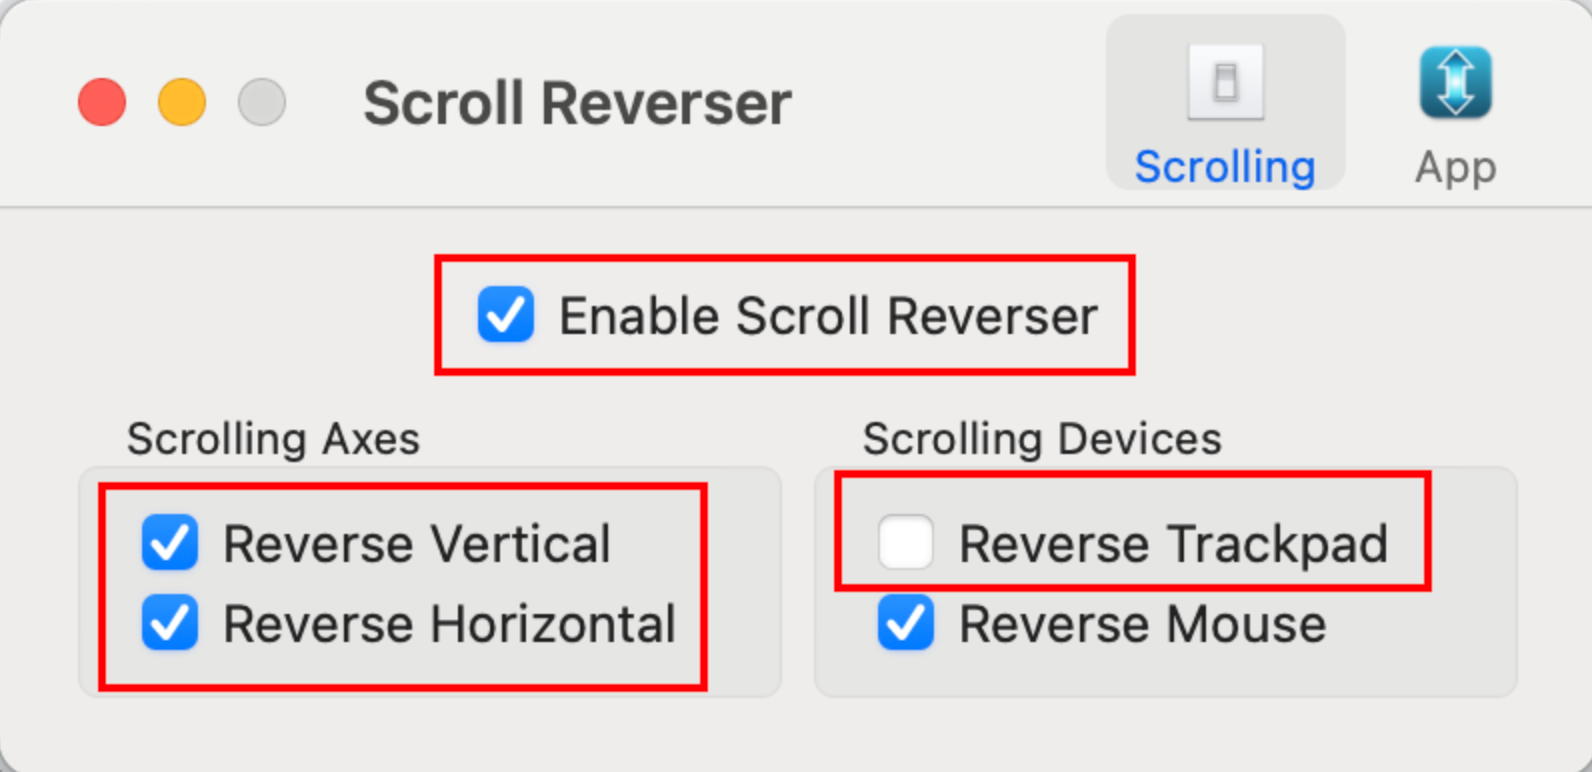 Scroll Reverser
Scrolling
App
Enable Scroll Reverser
Scrolling Axes
Reverse Vertical
Reverse Horizontal
Scrolling Devices
Reverse Trackpad
Reverse Mouse